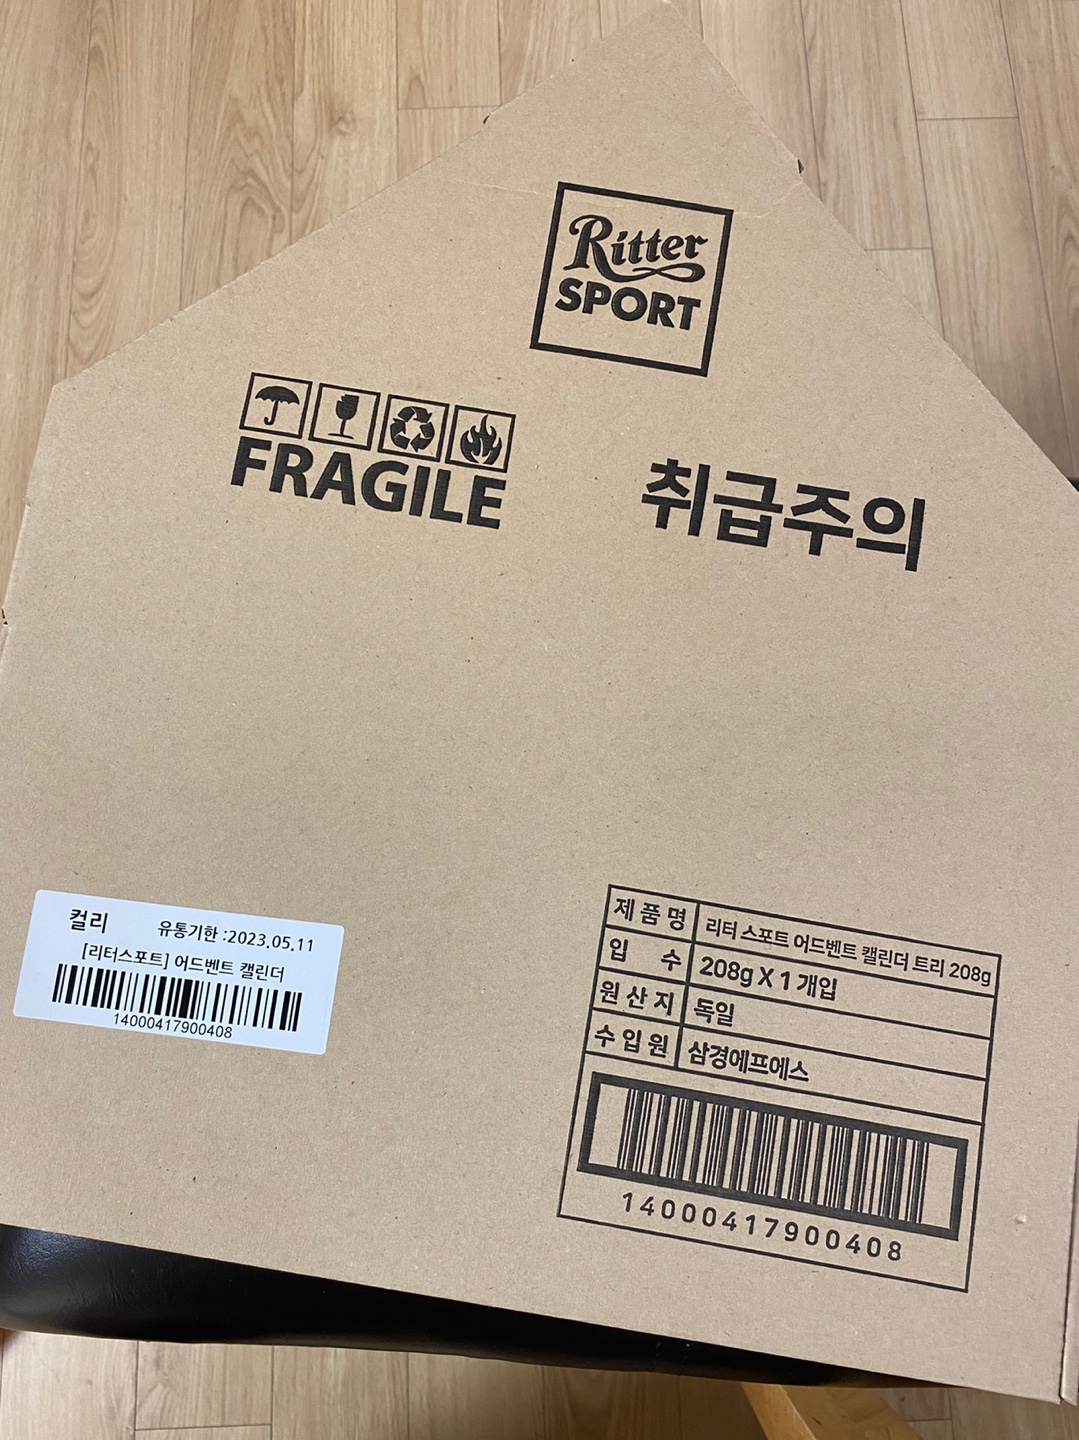 Ritter
SPORT
FRAGILE
취급주의
컬리 유통기한 :2023.05.11
[리터스포트] 어드벤트 캘린더
14000417900408
제품명 리터 스포트 어드벤트 캘린더 트리 208g
입 수 208g X 1 개입
원산지 독일
수입원 삼경에프에스
14000417900408